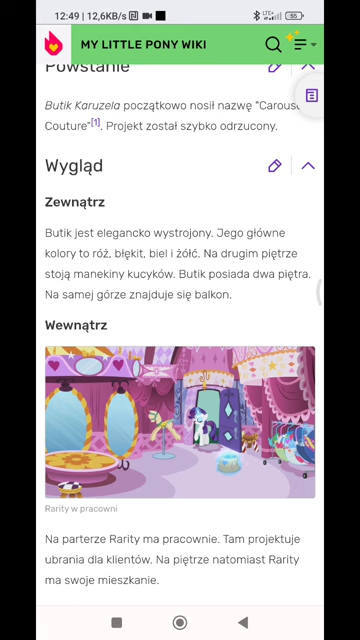 12:49 | 12,6KB/s
55
MY LITTLE PONY WIKI
Powstanie
Butik Karuzela początkowo nosił nazwę "Carouse
Couture"[1]. Projekt został szybko odrzucony.
Wygląd
Zewnątrz
Butik jest elegancko wystrojony. Jego główne
kolory to róż, błękit, biel i żółć. Na drugim piętrze
stoją manekiny kucyków. Butik posiada dwa piętra.
Na samej górze znajduje się balkon.
Wewnątrz
Rarity w pracowni
Na parterze Rarity ma pracownie. Tam projektuje
ubrania dla klientów. Na piętrze natomiast Rarity
ma swoje mieszkanie.